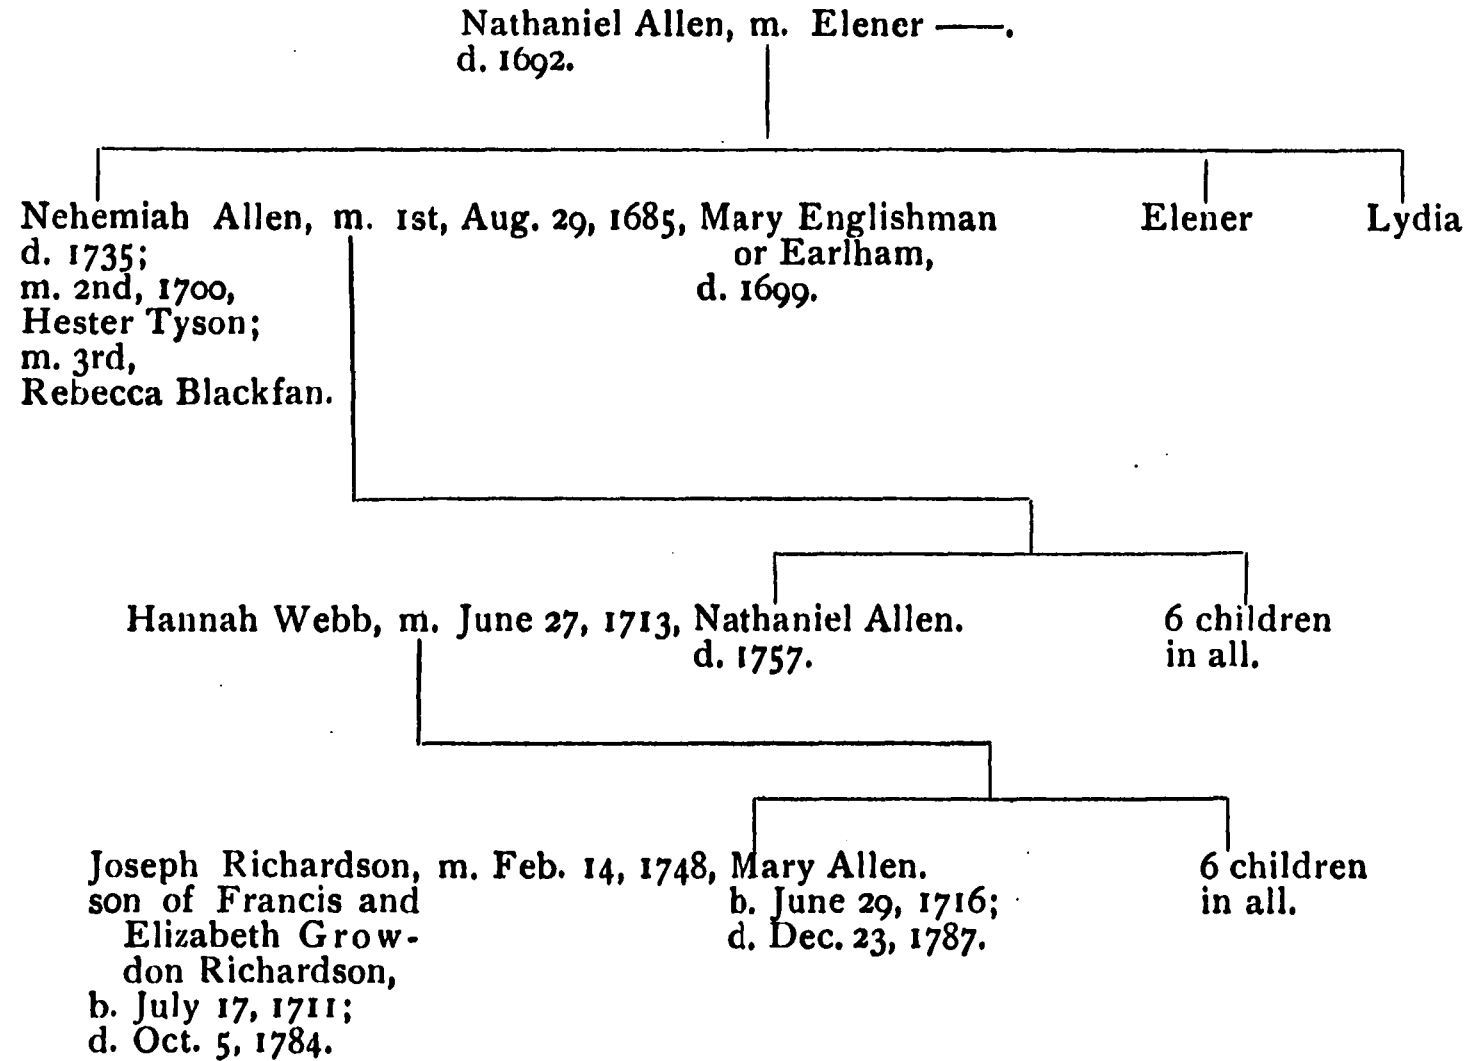 Nathaniel Allen, m. Elener ——.
d. 1692.
Nehemiah Allen, m. 1st, Aug. 29, 1685, Mary Englishman
or Earlham,
d. 1699.
d. 1735;
m. 2nd, 1700,
Hester Tyson;
m. 3rd,
Rebecca Blackfan.
Elener
Lydia
Hannah Webb, m. June 27, 1713, Nathaniel Allen.
d. 1757.
6 children
in all.
Joseph Richardson, m. Feb. 14, 1748, Mary Allen.
son of Francis and
Elizabeth Grow-
don Richardson,
b. July 17, 1711;
d. Oct. 5, 1784.
b. June 29, 1716;
d. Dec. 23, 1787.
6 children
in all.